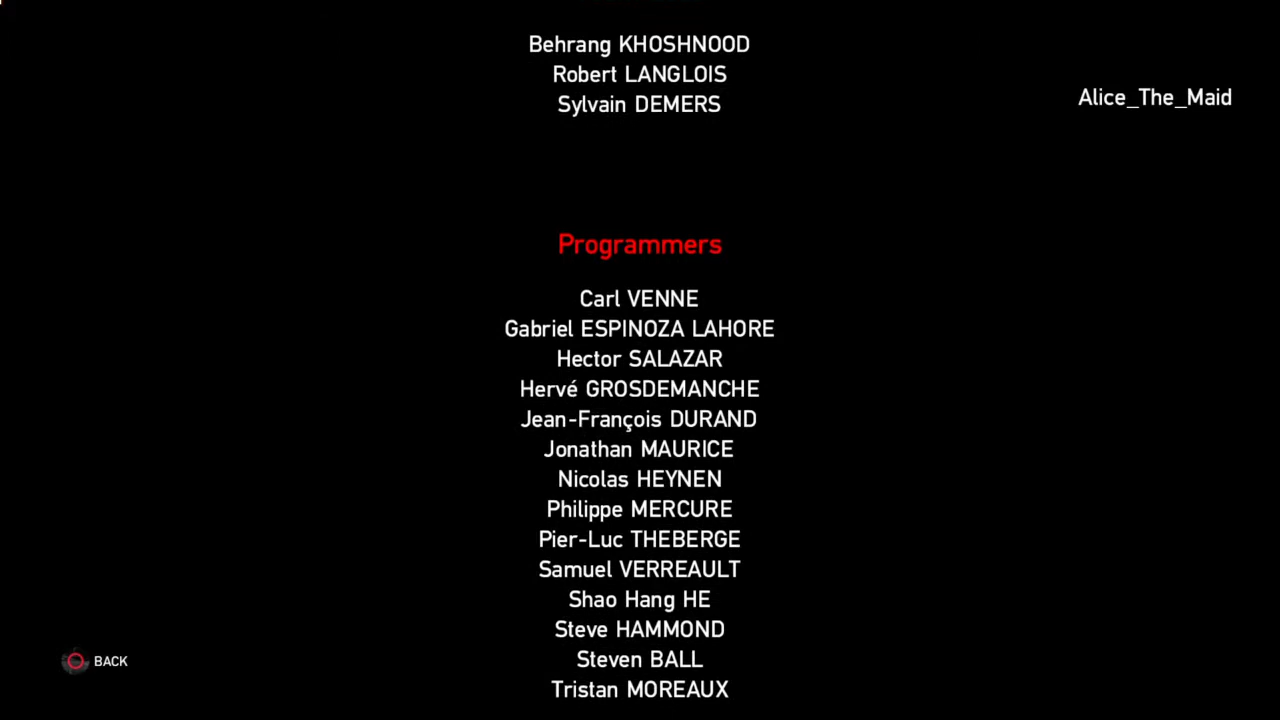 Behrang KHOSHNOOD
Robert LANGLOIS
Sylvain DEMERS
Alice_The_Maid
Programmers
Carl VENNE
Gabriel ESPINOZA LAHORE
Hector SALAZAR
Hervé GROSDEMANCHE
Jean-François DURAND
Jonathan MAURICE
Nicolas HEYNEN
Philippe MERCURE
Pier-Luc THEBERGE
Samuel VERREAULT
Shao Hang HE
Steve HAMMOND
Steven BALL
Tristan MOREAUX
BACK